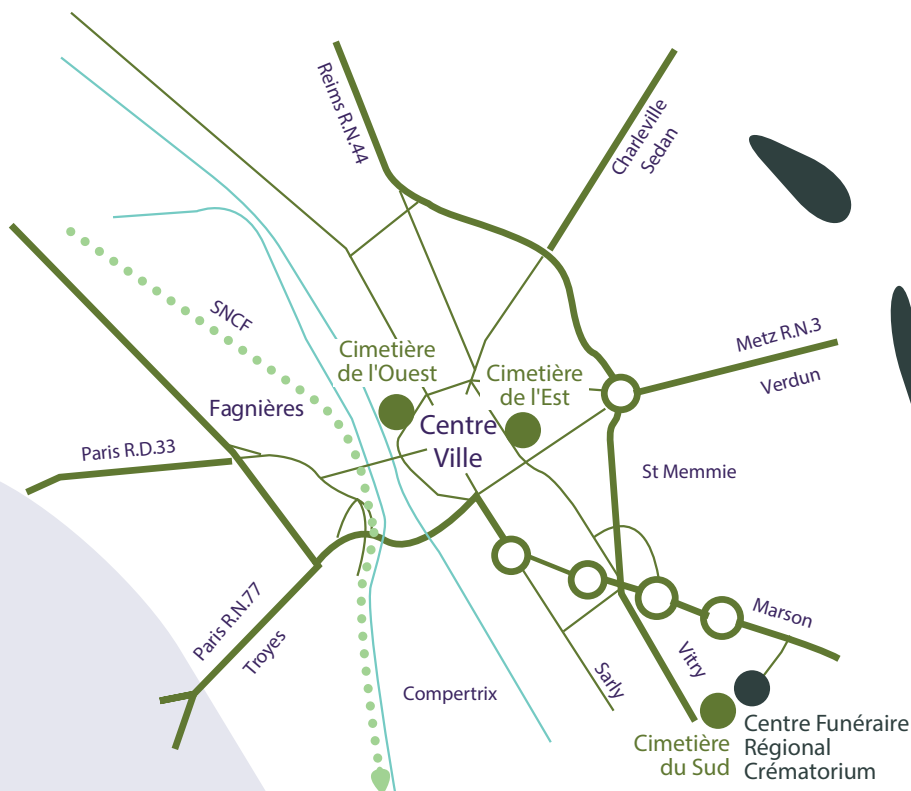 Reims R.N.44
Charleville
Sedan
SNCF
Cimetière
de l'Ouest
Cimetière
de l'Est
Metz R.N.3
Verdun
Fagnières
Centre
Ville
Paris R.D.33
St Memmie
Paris R.N.77
Troyes
Compertrix
Sarly
Vitry
Marson
Cimetière
du Sud
Centre Funéraire
Régional
Crématorium